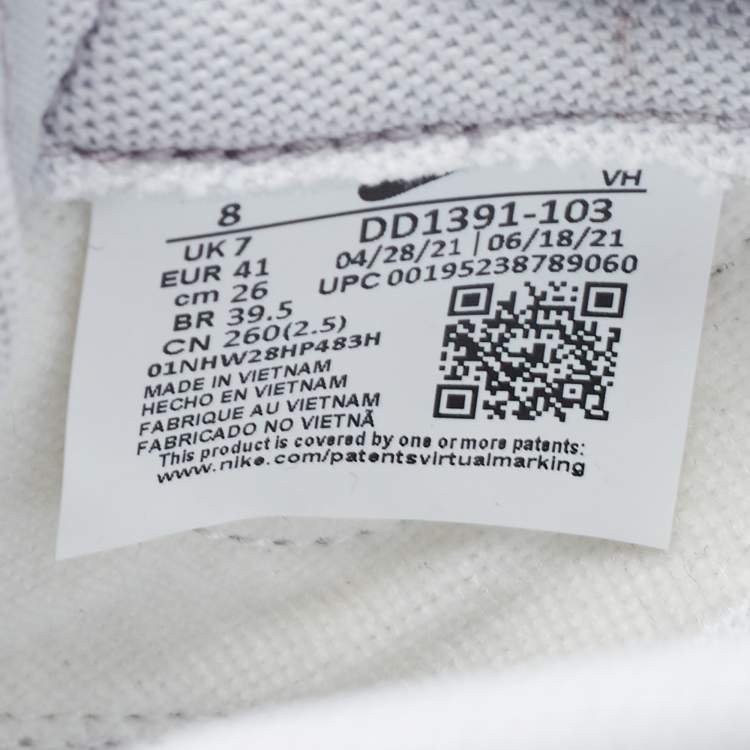 VH
8
DD1391-103
UK 7
04/28/21 | 06/18/21
EUR 41
UPC 00195238789060
cm 26
BR 39.5
CN 260(2.5)
01NHW28HP483H
MADE IN VIETNAM
HECHO EN VIETNAM
FABRIQUE AU VIETNAM
FABRICADO NO VIETNÃ
This product is covered by one or more patents:
www.nike.com/patentsvirtualmarking